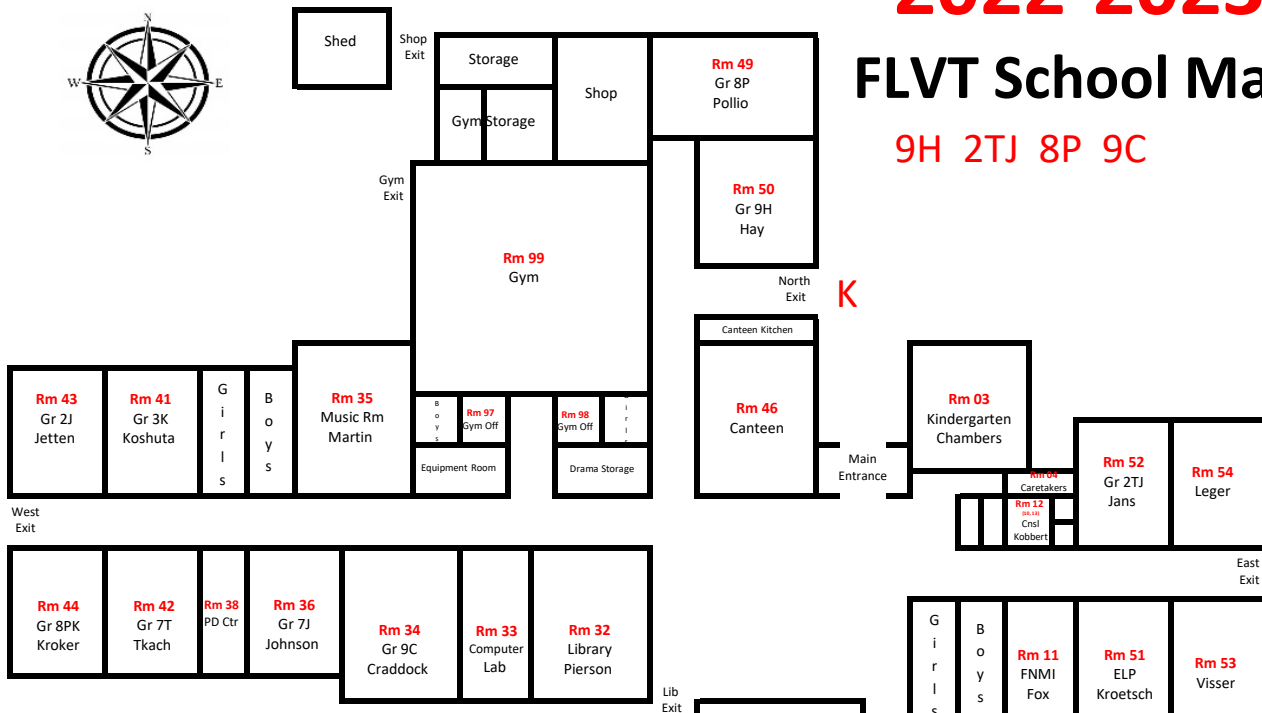 2022-2023
FLVT School Ma
9H 2TJ 8P 9C
N
W
E
S
Shed
Shop
Exit
Storage
Gym Storage
Shop
Rm 49
Gr 8P
Pollio
Gym
Exit
Rm 50
Gr 9H
Hay
Rm 99
Gym
North
Exit
K
Canteen Kitchen
Rm 43
Gr 2J
Jetten
Rm 41
Gr 3K
Koshuta
G
i
r
l
s
B
o
y
s
Rm 35
Music Rm
Martin
B
o
y
s
Rm 97
Gym Off
Rm 98
Gym Off
Equipment Room
Drama Storage
Rm 46
Canteen
Main
Entrance
Rm 03
Kindergarten
Chambers
Rm 04
Caretakers
Rm 12
(10,13)
Cnsl
Kobbert
Rm 52
Gr 2TJ
Jans
Rm 54
Leger
West
Exit
East
Exit
Rm 44
Gr 8PK
Kroker
Rm 42
Gr 7T
Tkach
Rm 38
PD Ctr
Rm 36
Gr 7J
Johnson
Rm 34
Gr 9C
Craddock
Rm 33
Computer
Lab
Rm 32
Library
Pierson
Lib
Exit
G
i
r
l
s
B
o
y
s
Rm 11
FNMI
Fox
Rm 51
ELP
Kroetsch
Rm 53
Visser